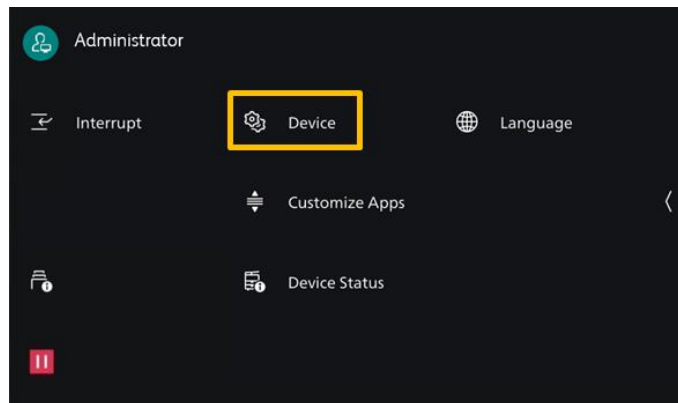 Administrator
Interrupt
Device
Language
Customize Apps
Device Status